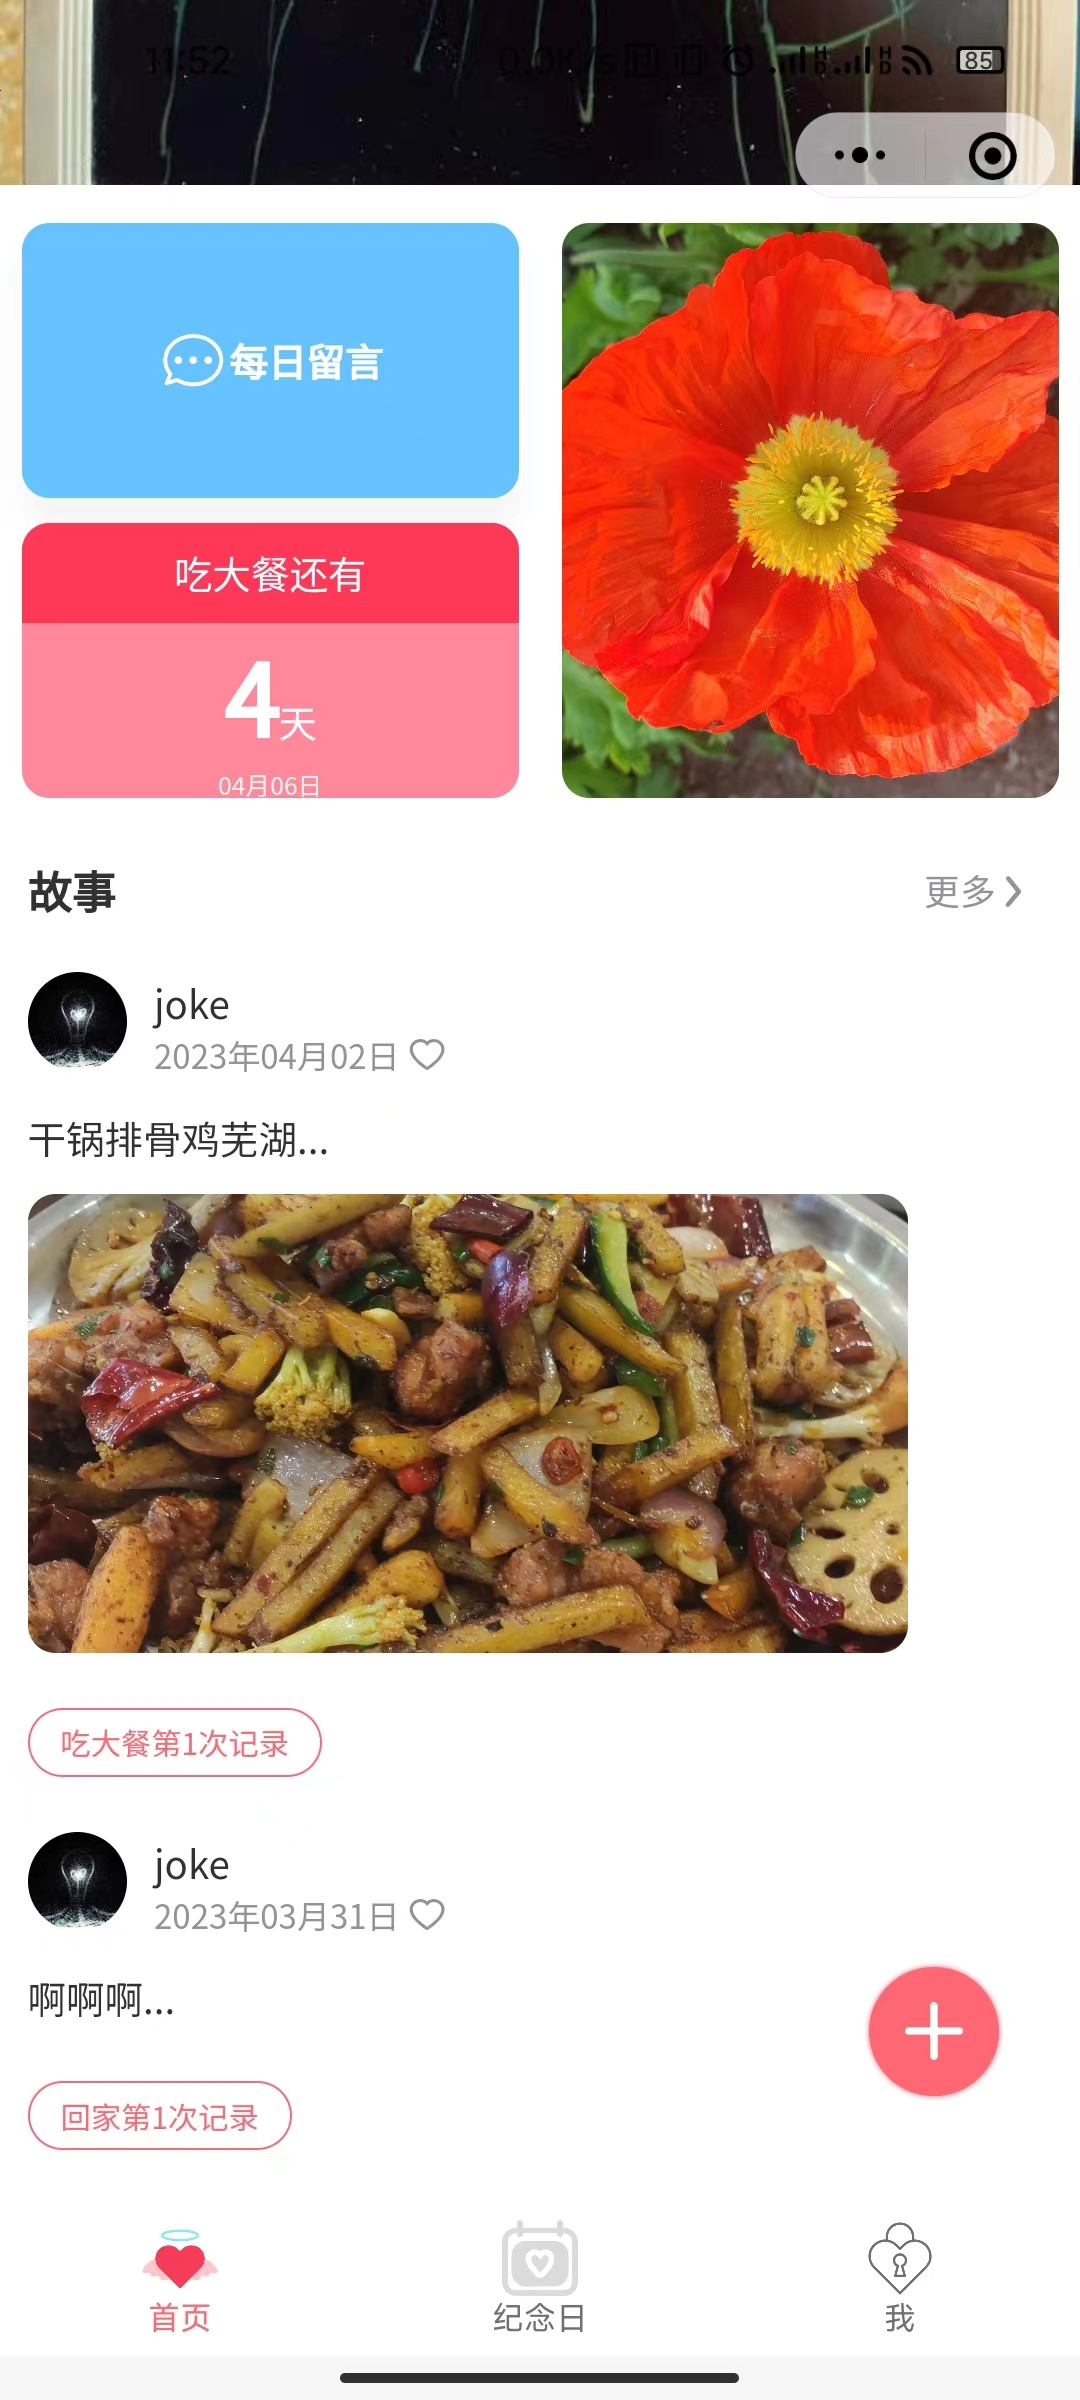 11:52
0.0K/s
85
每日留言
吃大餐还有
4天
04月06日
故事
更多
joke
2023年04月02日
干锅排骨鸡芜湖...
吃大餐第1次记录
joke
2023年03月31日
啊啊啊...
回家第1次记录
首页
纪念日
我